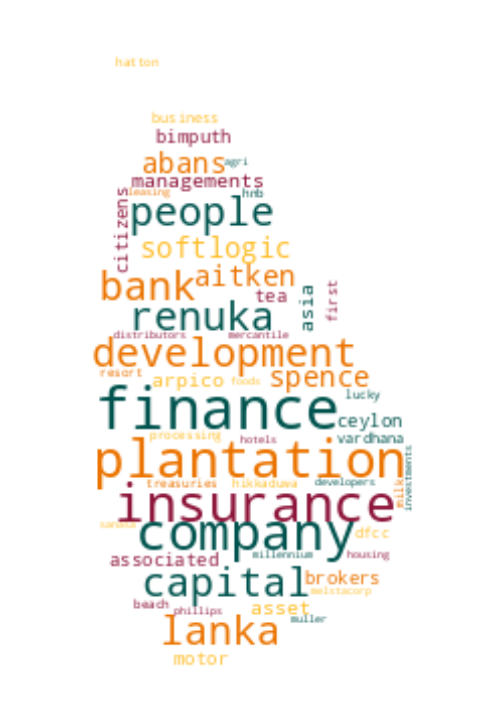 hatton
business
bimputh
abans agri
managements
leasing hnb
citizens
people
softlogic
aitken
bank
tea
asia
first
renuka
distributors mercantile
development
resort
arpico foods spence
lucky
finance
ceylon
processing hotels vardhana
plantation
treasuries hikkaduwa developers
milk
investments
insurance
sanasa
company dfcc
associated millennium housing
capital brokers
melstacorp
beach phillips asset
muller
lanka
motor